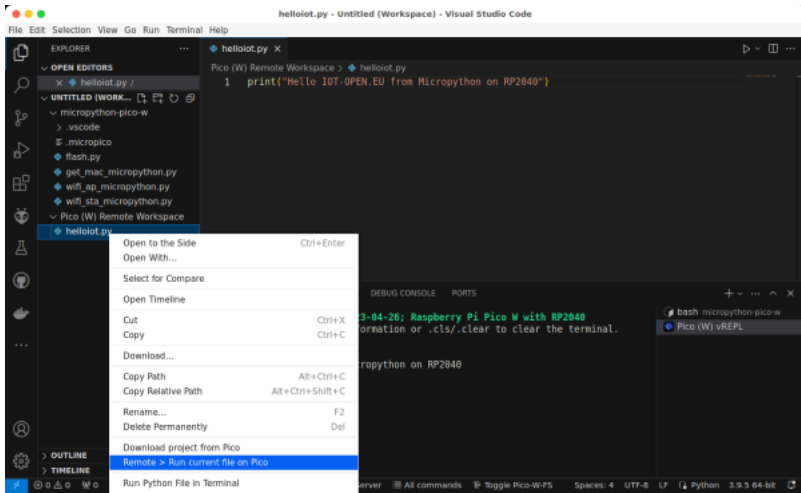 helloiot.py - Untitled (Workspace) - Visual Studio Code
File Edit Selection View Go Run Terminal Help
EXPLORER
helloiot.py
OPEN EDITORS
helloiot.py /
Pico (W) Remote Workspace > helloiot.py
1 print("Hello IOT-OPEN.EU from Micropython on RP2040")
UNTITLED (WORK...
micropython-pico-w
.vscode
.micropico
flash.py
get_mac_micropython.py
wifi_ap_micropython.py
wifi_sta_micropython.py
Pico (W) Remote Workspace
helloiot.py
Open to the Side Ctrl+Enter
Open With...
Select for Compare
Open Timeline
Cut Ctrl+X
Copy Ctrl+C
Download...
Copy Path Alt+Ctrl+C
Copy Relative Path Alt+Ctrl+Shift+C
Rename... F2
Delete Permanently Del
Download project from Pico
Remote > Run current file on Pico
Run Python File in Terminal
DEBUG CONSOLE PORTS
3-04-26; Raspberry Pi Pico W with RP2040
ormation or .cls/.clear to clear the terminal.
ropython on RP2040
bash micropython-pico-w
Pico (W) vREPL
OUTLINE
TIMELINE
0 0 0 erver All commands Toggle Pico-W-FS Spaces: 4 UTF-8 LF Python 3.9.5 64-bit